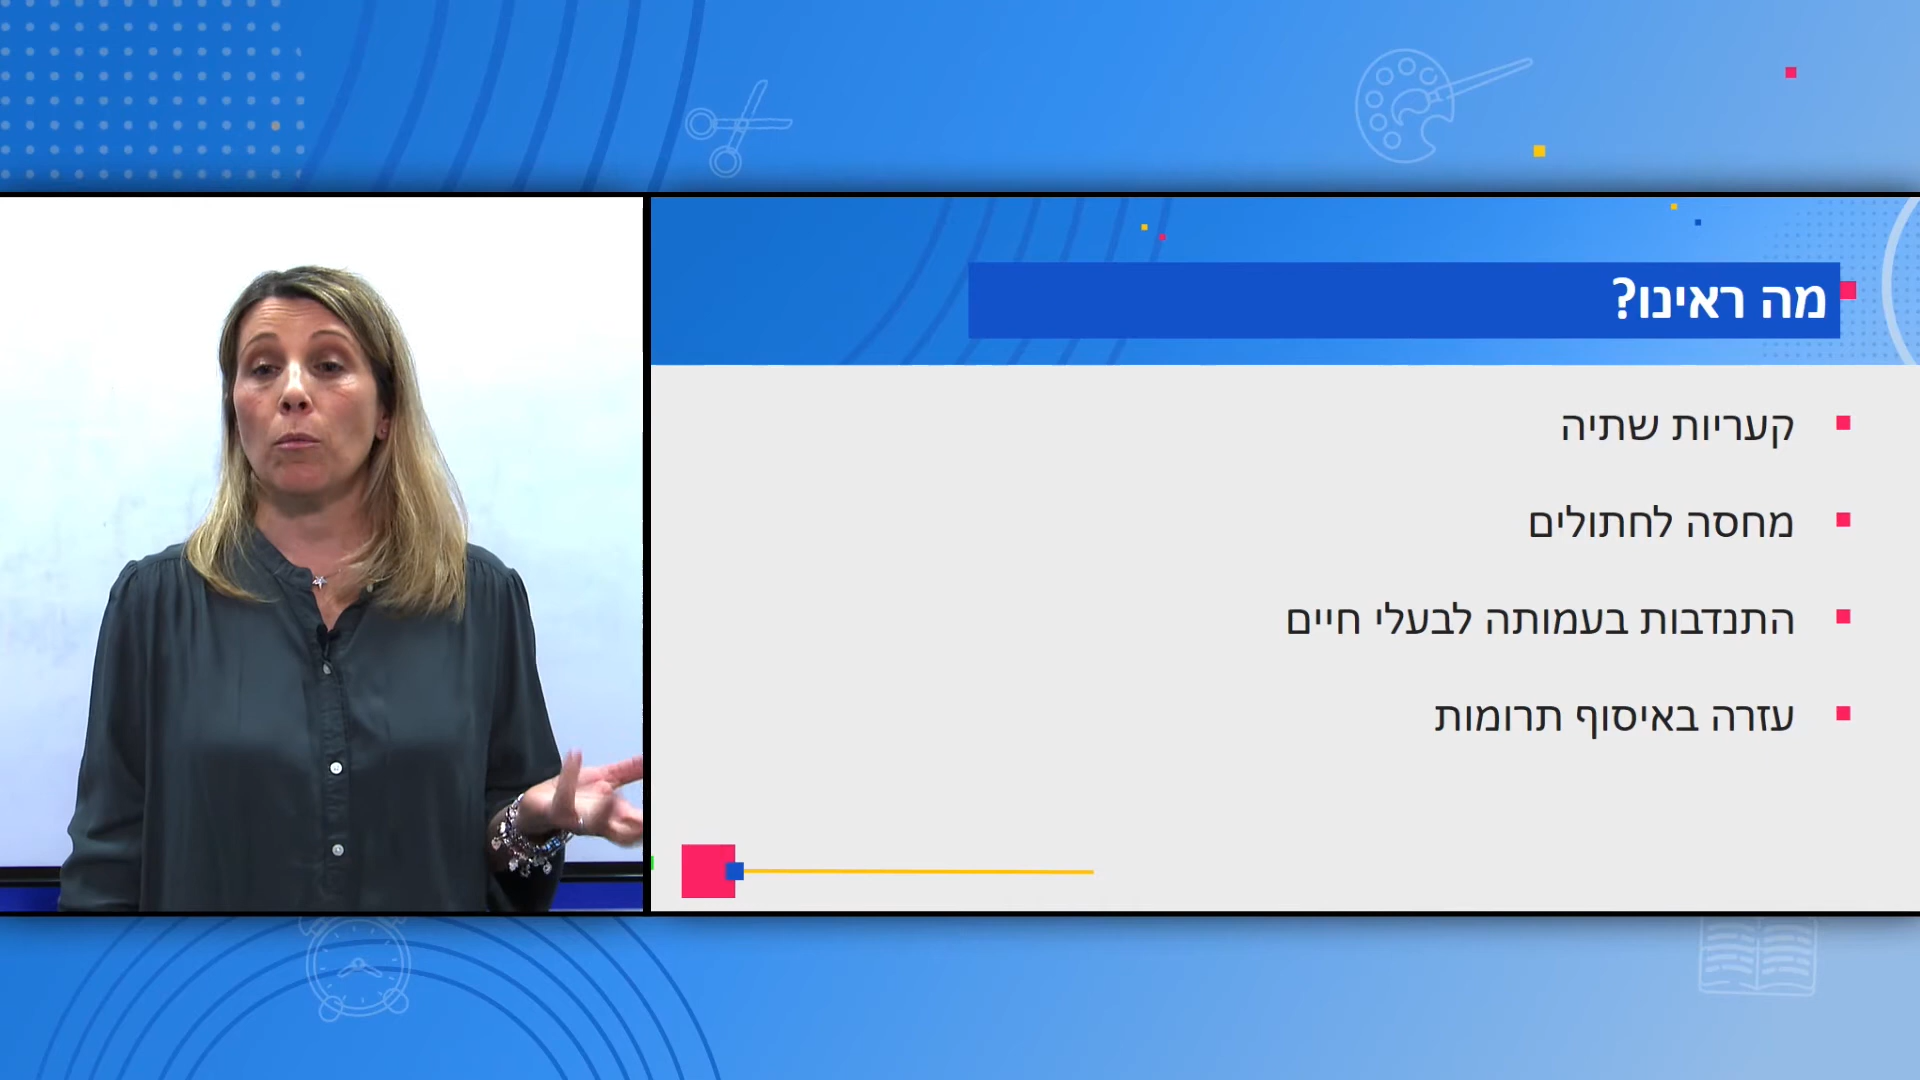 מה ראינו?
קעריות שתיה
מחסה לחתולים
התנדבות בעמותה לבעלי חיים
עזרה באיסוף תרומות